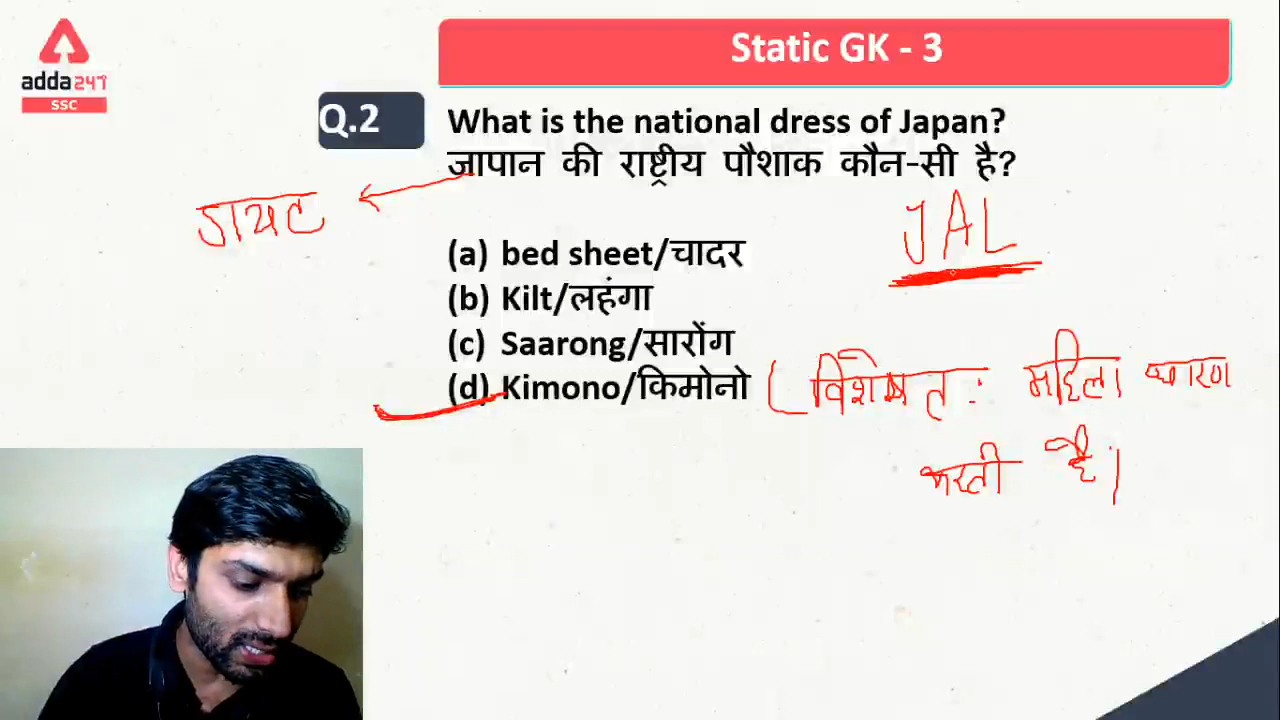 adda247
SSC
Static GK - 3
Q.2 What is the national dress of Japan?
जापान की राष्ट्रीय पौशाक कौन-सी है?
डायट
JAL
(a) bed sheet/चादर
(b) Kilt/लहंगा
(c) Saarong/सारोंग
(d) Kimono/किमोनो (विशेषत: महिला धारण
करती है।